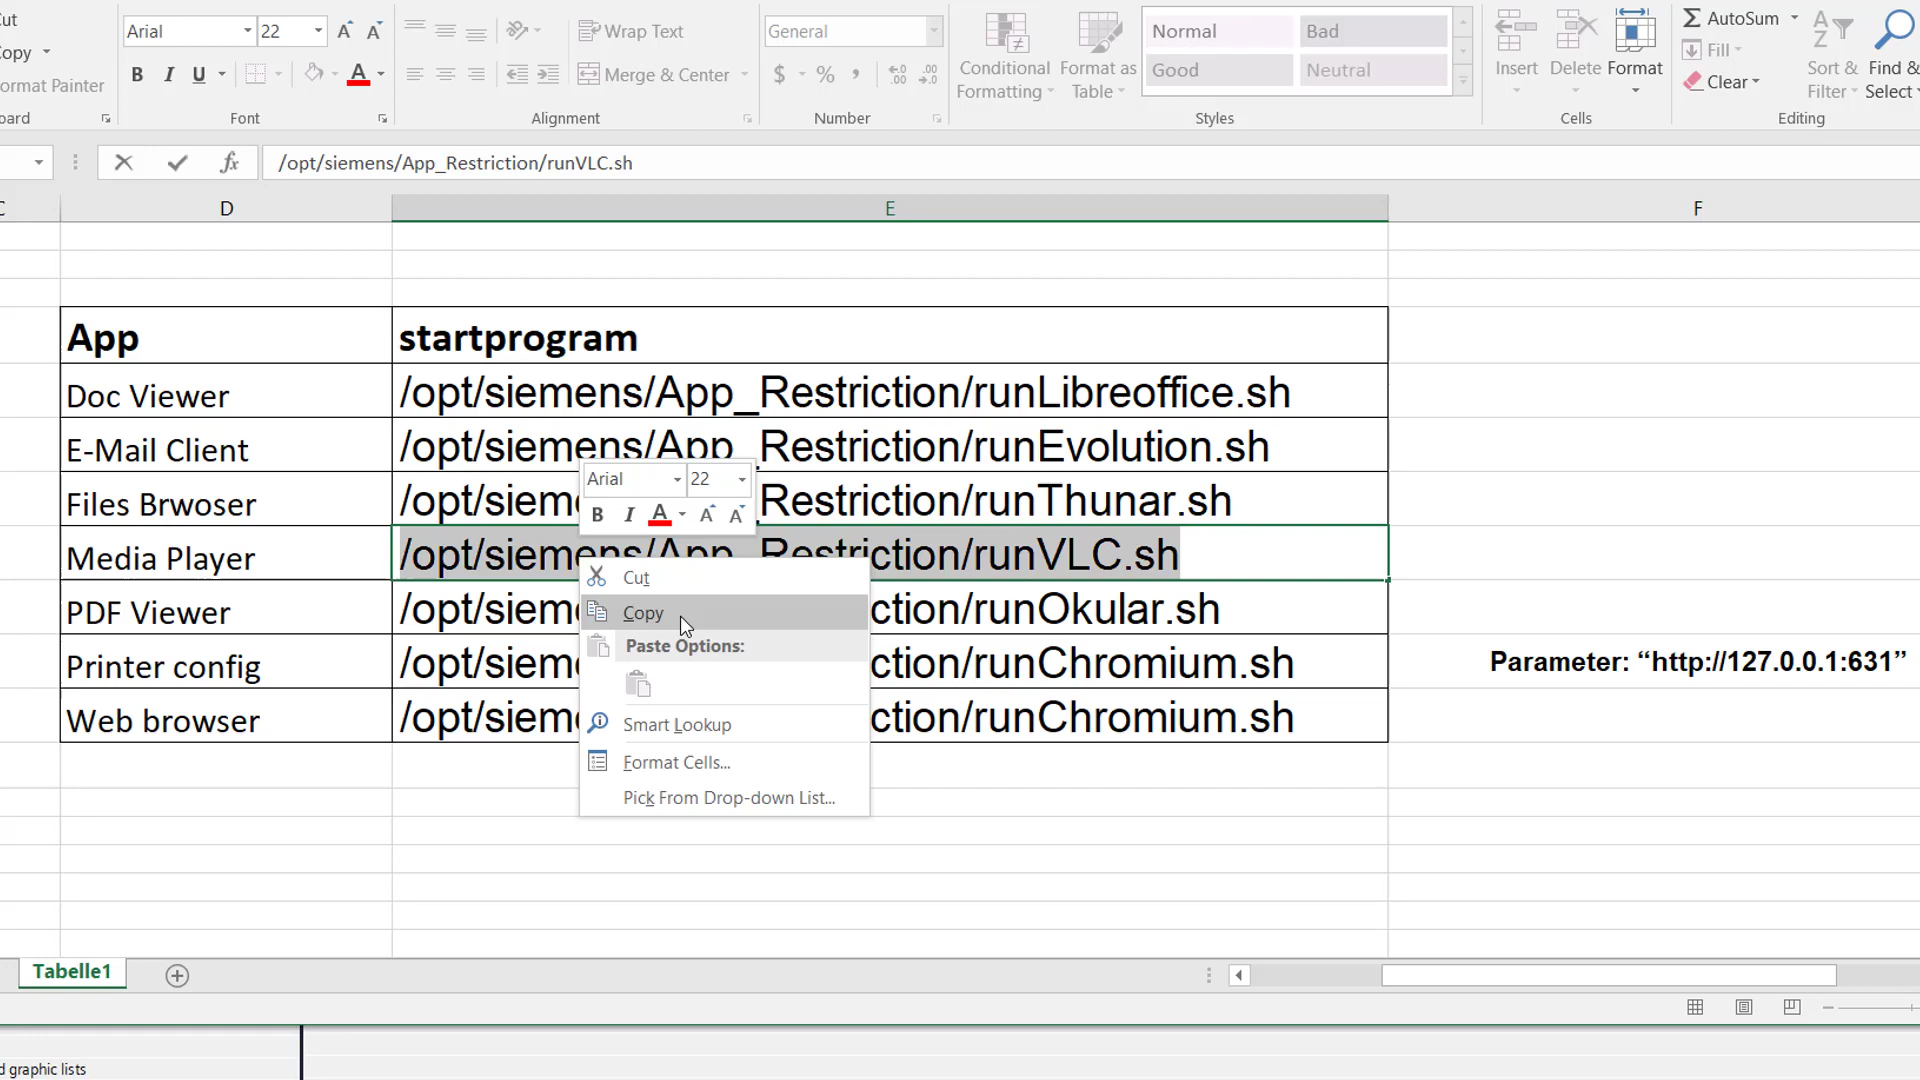 ut
Arial 22 Wrap Text General Normal Bad AutoSum
opy Conditional Format as Insert Delete Format Fill Sort & Find &
ormat Painter B I U A Merge & Center $ % , Formatting Table Good Neutral Clear Filter Select
oard Font Alignment Number Styles Cells Editing
fx /opt/siemens/App_Restriction/runVLC.sh
C D E F
App startprogram
Doc Viewer /opt/siemens/App_Restriction/runLibreoffice.sh
E-Mail Client /opt/siemens/App_Restriction/runEvolution.sh
Arial 22
Files Brwoser /opt/sieme Restriction/runThunar.sh
B I A A A
Media Player /opt/siemens/App_Restriction/runVLC.sh
Cut
PDF Viewer /opt/sieme ction/runOkular.sh
Copy
Paste Options:
Printer config /opt/sieme ction/runChromium.sh Parameter: “http://127.0.0.1:631”
Web browser /opt/sieme ction/runChromium.sh
Smart Lookup
Format Cells...
Pick From Drop-down List...
Tabelle1
d graphic lists